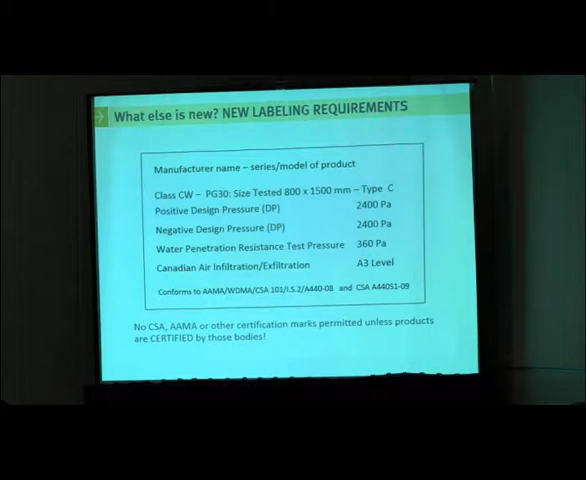 What else is new? NEW LABELING REQUIREMENTS
Manufacturer name – series/model of product
Class CW – PG30: Size Tested 800 x 1500 mm – Type C
Positive Design Pressure (DP) 2400 Pa
Negative Design Pressure (DP) 2400 Pa
Water Penetration Resistance Test Pressure 360 Pa
Canadian Air Infiltration/Exfiltration A3 Level
Conforms to AAMA/WDMA/CSA 101/I.S.2/A440-08 and CSA A440S1-09
No CSA, AAMA or other certification marks permitted unless products
are CERTIFIED by those bodies!